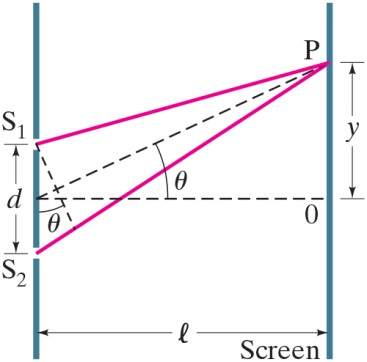 P
S₁
y
θ
d
θ
0
S₂
ℓ
Screen